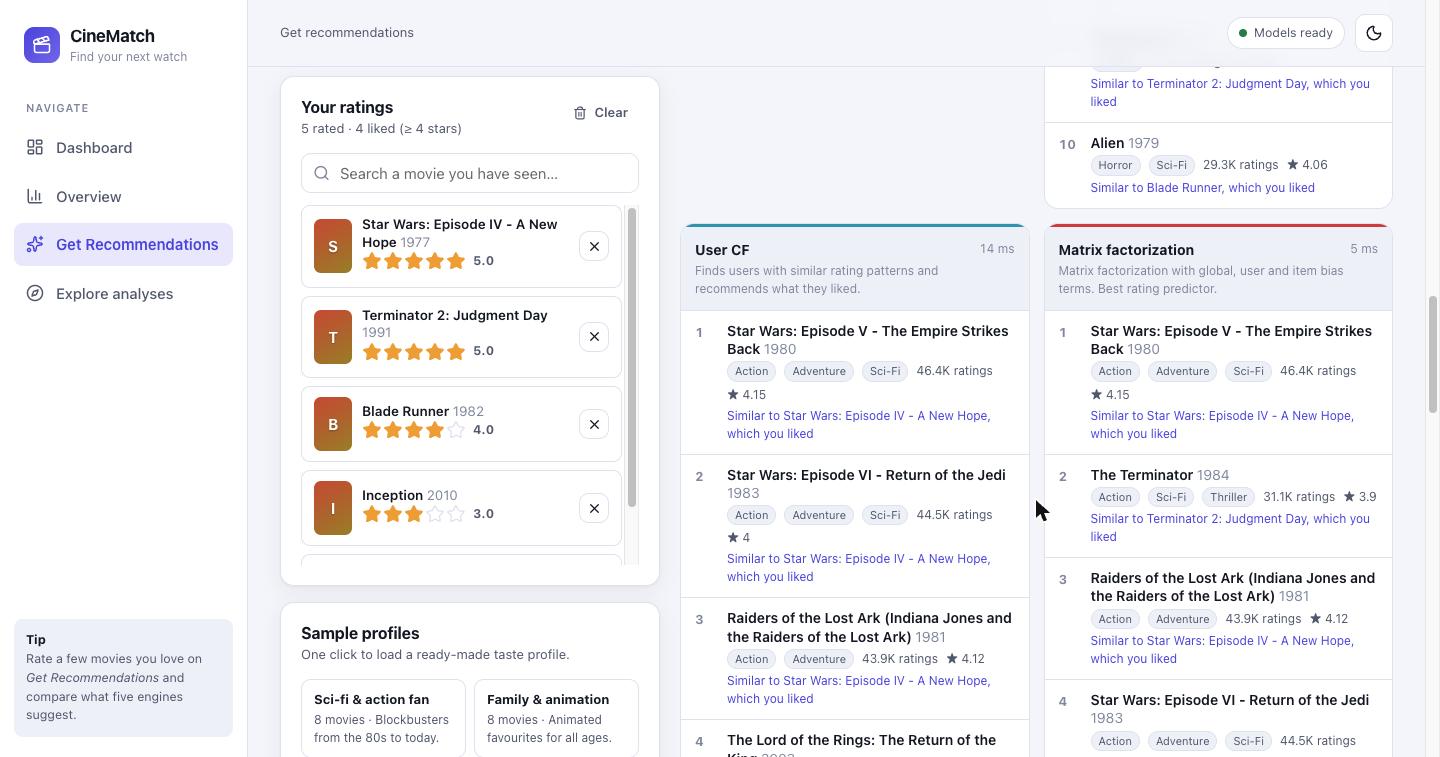 CineMatch
Find your next watch
NAVIGATE
Dashboard
Overview
Get Recommendations
Explore analyses
Tip
Rate a few movies you love on
Get Recommendations and
compare what five engines
suggest.
Get recommendations
Models ready
Your ratings
5 rated · 4 liked (≥ 4 stars)
Clear
Search a movie you have seen...
S
Star Wars: Episode IV - A New
Hope 1977
5.0
T
Terminator 2: Judgment Day
1991
5.0
B
Blade Runner 1982
4.0
I
Inception 2010
3.0
Sample profiles
One click to load a ready-made taste profile.
Sci-fi & action fan
8 movies · Blockbusters
from the 80s to today.
Family & animation
8 movies · Animated
favourites for all ages.
User CF
14 ms
Finds users with similar rating patterns and
recommends what they liked.
1
Star Wars: Episode V - The Empire Strikes
Back 1980
Action Adventure Sci-Fi 46.4K ratings
★ 4.15
Similar to Star Wars: Episode IV - A New Hope,
which you liked
2
Star Wars: Episode VI - Return of the Jedi
1983
Action Adventure Sci-Fi 44.5K ratings
★ 4
Similar to Star Wars: Episode IV - A New Hope,
which you liked
3
Raiders of the Lost Ark (Indiana Jones and
the Raiders of the Lost Ark) 1981
Action Adventure 43.9K ratings ★ 4.12
Similar to Star Wars: Episode IV - A New Hope,
which you liked
4
The Lord of the Rings: The Return of the
Similar to Terminator 2: Judgment Day, which you
liked
10
Alien 1979
Horror Sci-Fi 29.3K ratings ★ 4.06
Similar to Blade Runner, which you liked
Matrix factorization
5 ms
Matrix factorization with global, user and item bias
terms. Best rating predictor.
1
Star Wars: Episode V - The Empire Strikes
Back 1980
Action Adventure Sci-Fi 46.4K ratings
★ 4.15
Similar to Star Wars: Episode IV - A New Hope,
which you liked
2
The Terminator 1984
Action Sci-Fi Thriller 31.1K ratings ★ 3.9
Similar to Terminator 2: Judgment Day, which you
liked
3
Raiders of the Lost Ark (Indiana Jones and
the Raiders of the Lost Ark) 1981
Action Adventure 43.9K ratings ★ 4.12
Similar to Star Wars: Episode IV - A New Hope,
which you liked
4
Star Wars: Episode VI - Return of the Jedi
1983
Action Adventure Sci-Fi 44.5K ratings